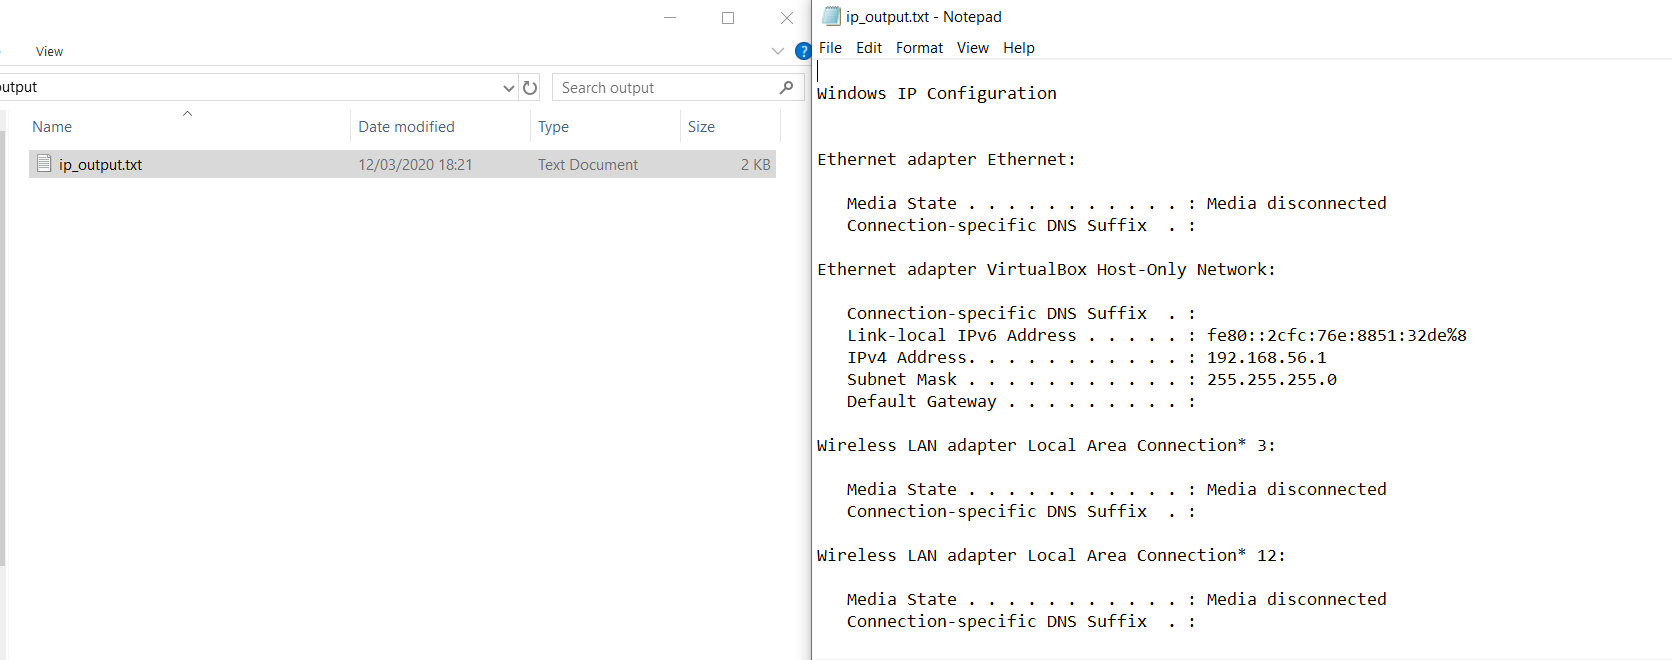 View
?
output
Search output
Name
Date modified
Type
Size
ip_output.txt
12/03/2020 18:21
Text Document
2 KB
ip_output.txt - Notepad
File Edit Format View Help
Windows IP Configuration
Ethernet adapter Ethernet:
Media State . . . . . . . . . . . : Media disconnected
Connection-specific DNS Suffix  . :
Ethernet adapter VirtualBox Host-Only Network:
Connection-specific DNS Suffix  . :
Link-local IPv6 Address . . . . . : fe80::2cfc:76e:8851:32de%8
IPv4 Address. . . . . . . . . . . : 192.168.56.1
Subnet Mask . . . . . . . . . . . : 255.255.255.0
Default Gateway . . . . . . . . . :
Wireless LAN adapter Local Area Connection* 3:
Media State . . . . . . . . . . . : Media disconnected
Connection-specific DNS Suffix  . :
Wireless LAN adapter Local Area Connection* 12:
Media State . . . . . . . . . . . : Media disconnected
Connection-specific DNS Suffix  . :